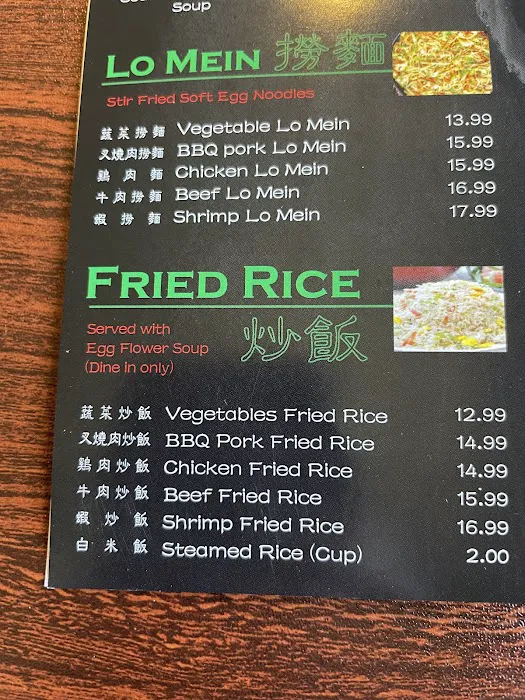 Soup
LO MEIN 撈麵
Stir Fried Soft Egg Noodles
蔬菜撈麵 Vegetable Lo Mein 13.99
叉燒肉撈麵 BBQ pork Lo Mein 15.99
鷄肉麵 Chicken Lo Mein 15.99
牛肉撈麵 Beef Lo Mein 16.99
蝦撈麵 Shrimp Lo Mein 17.99
FRIED RICE
Served with
Egg Flower Soup
(Dine in only)
炒飯
蔬菜炒飯 Vegetables Fried Rice 12.99
叉燒肉炒飯 BBQ Pork Fried Rice 14.99
鷄肉炒飯 Chicken Fried Rice 14.99
牛肉炒飯 Beef Fried Rice 15.99
蝦炒飯 Shrimp Fried Rice 16.99
白米飯 Steamed Rice (Cup) 2.00